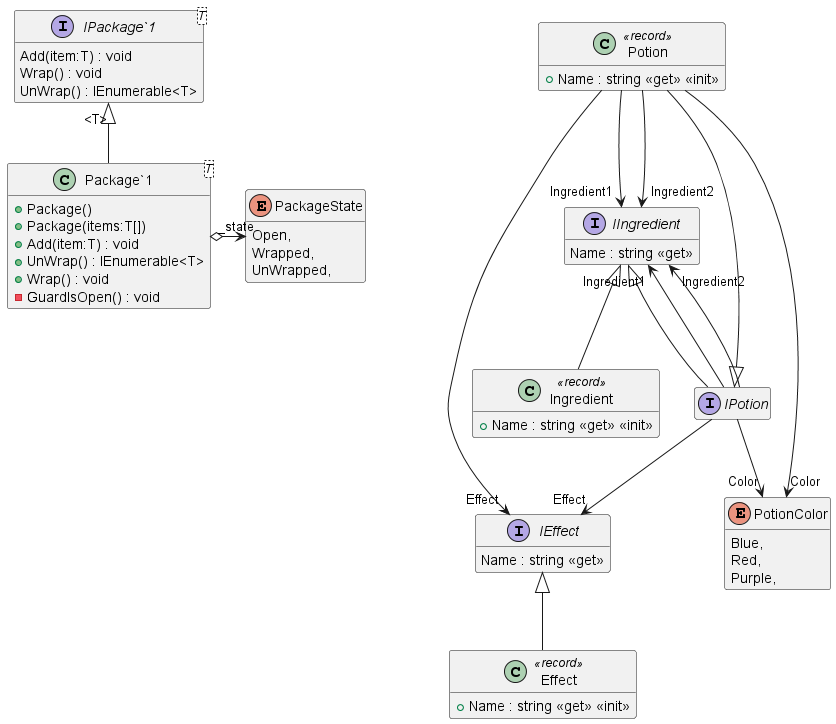 I IPackage`1
T
Add(item:T) : void
Wrap() : void
UnWrap() : IEnumerable<T>
<T>
C Package`1
T
Package()
Package(items:T[])
Add(item:T) : void
UnWrap() : IEnumerable<T>
Wrap() : void
GuardIsOpen() : void
_state
E PackageState
Open,
Wrapped,
UnWrapped,
C «record»
Potion
Name : string «get» «init»
Ingredient1
Ingredient2
I IIngredient
Name : string «get»
Ingredient1
Ingredient2
C «record»
Ingredient
Name : string «get» «init»
I IPotion
Effect
Effect
Color
Color
I IEffect
Name : string «get»
E PotionColor
Blue,
Red,
Purple,
C «record»
Effect
Name : string «get» «init»